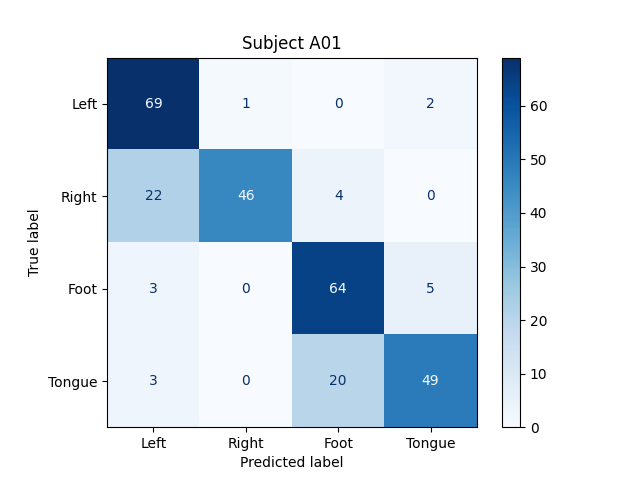 Subject A01
True label
Left 69 1 0 2
Right 22 46 4 0
Foot 3 0 64 5
Tongue 3 0 20 49
Left Right Foot Tongue
Predicted label
60
50
40
30
20
10
0